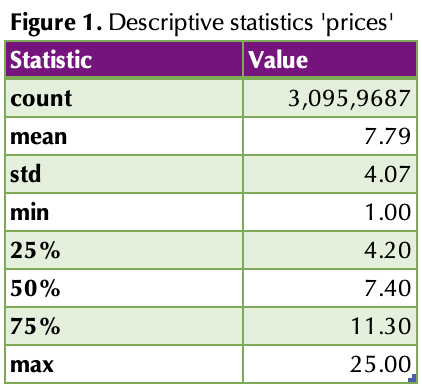 Figure 1. Descriptive statistics 'prices'
Statistic Value
count 3,095,9687
mean 7.79
std 4.07
min 1.00
25% 4.20
50% 7.40
75% 11.30
max 25.00